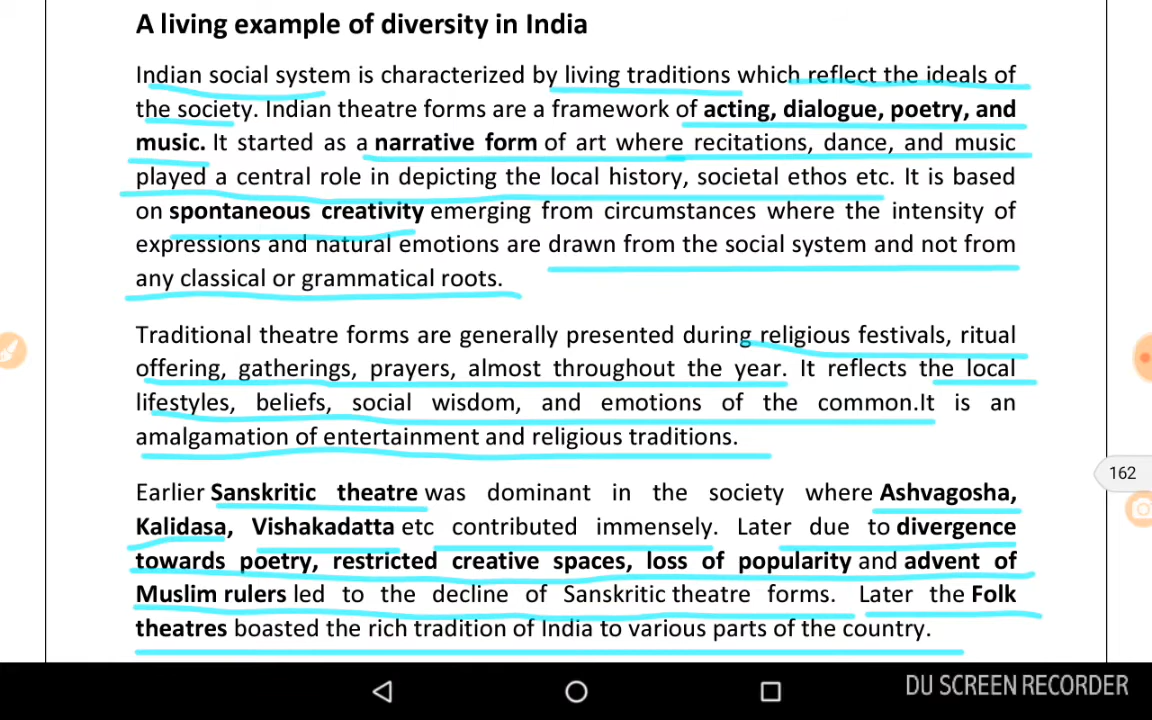 A living example of diversity in India
Indian social system is characterized by living traditions which reflect the ideals of
the society. Indian theatre forms are a framework of acting, dialogue, poetry, and
music. It started as a narrative form of art where recitations, dance, and music
played a central role in depicting the local history, societal ethos etc. It is based
on spontaneous creativity emerging from circumstances where the intensity of
expressions and natural emotions are drawn from the social system and not from
any classical or grammatical roots.
Traditional theatre forms are generally presented during religious festivals, ritual
offering, gatherings, prayers, almost throughout the year. It reflects the local
lifestyles, beliefs, social wisdom, and emotions of the common.It is an
amalgamation of entertainment and religious traditions.
162
Earlier Sanskritic theatre was dominant in the society where Ashvagosha,
Kalidasa, Vishakadatta etc contributed immensely. Later due to divergence
towards poetry, restricted creative spaces, loss of popularity and advent of
Muslim rulers led to the decline of Sanskritic theatre forms. Later the Folk
theatres boasted the rich tradition of India to various parts of the country.
DU SCREEN RECORDER